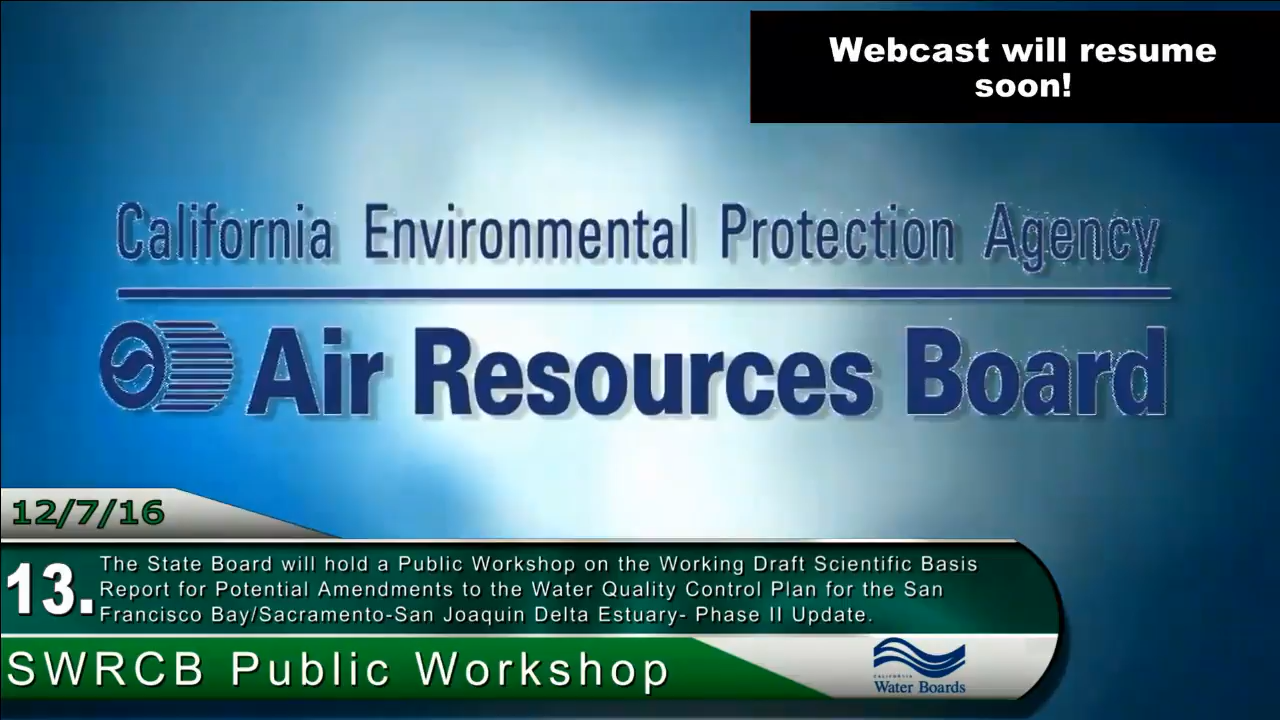 Webcast will resume
soon!
California Environmental Protection Agency
Air Resources Board
12/7/16
13.
The State Board will hold a Public Workshop on the Working Draft Scientific Basis
Report for Potential Amendments to the Water Quality Control Plan for the San
Francisco Bay/Sacramento-San Joaquin Delta Estuary- Phase II Update.
SWRCB Public Workshop
CALIFORNIA
Water Boards